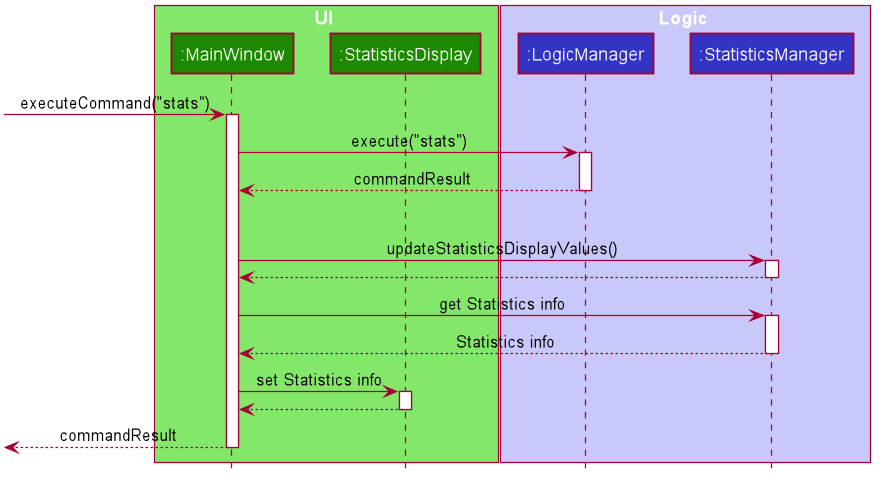 UI
Logic
:MainWindow
:StatisticsDisplay
:LogicManager
:StatisticsManager
executeCommand("stats")
execute("stats")
commandResult
updateStatisticsDisplayValues()
get Statistics info
Statistics info
set Statistics info
commandResult